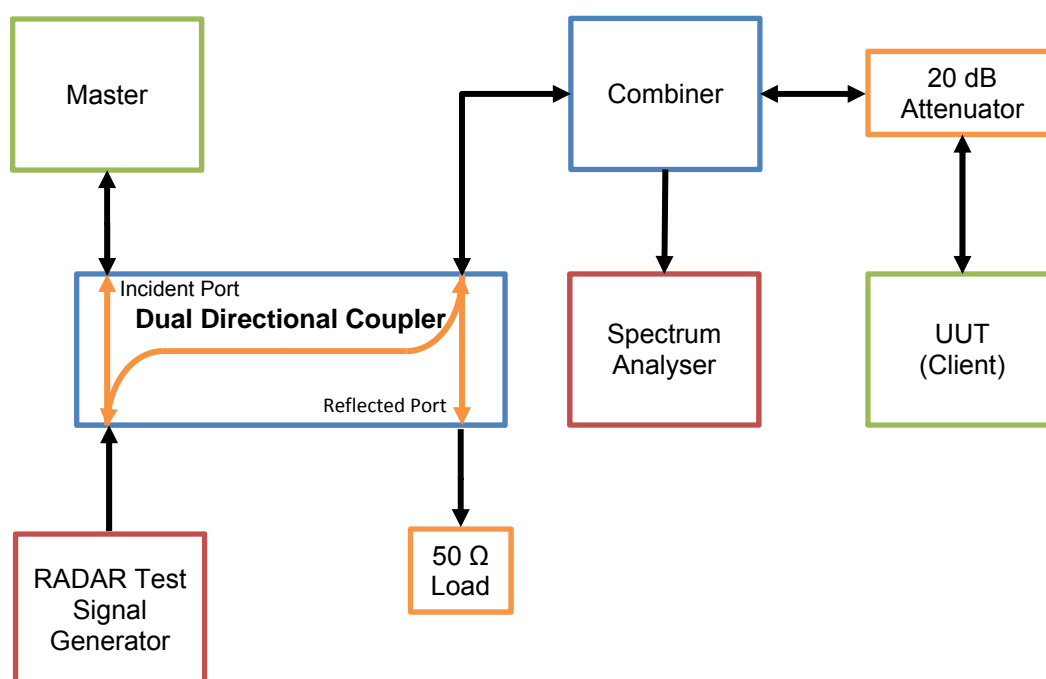 Master
Combiner
20 dB
Attenuator
Incident Port
Dual Directional Coupler
Reflected Port
Spectrum
Analyser
UUT
(Client)
RADAR Test
Signal
Generator
50 Ω
Load